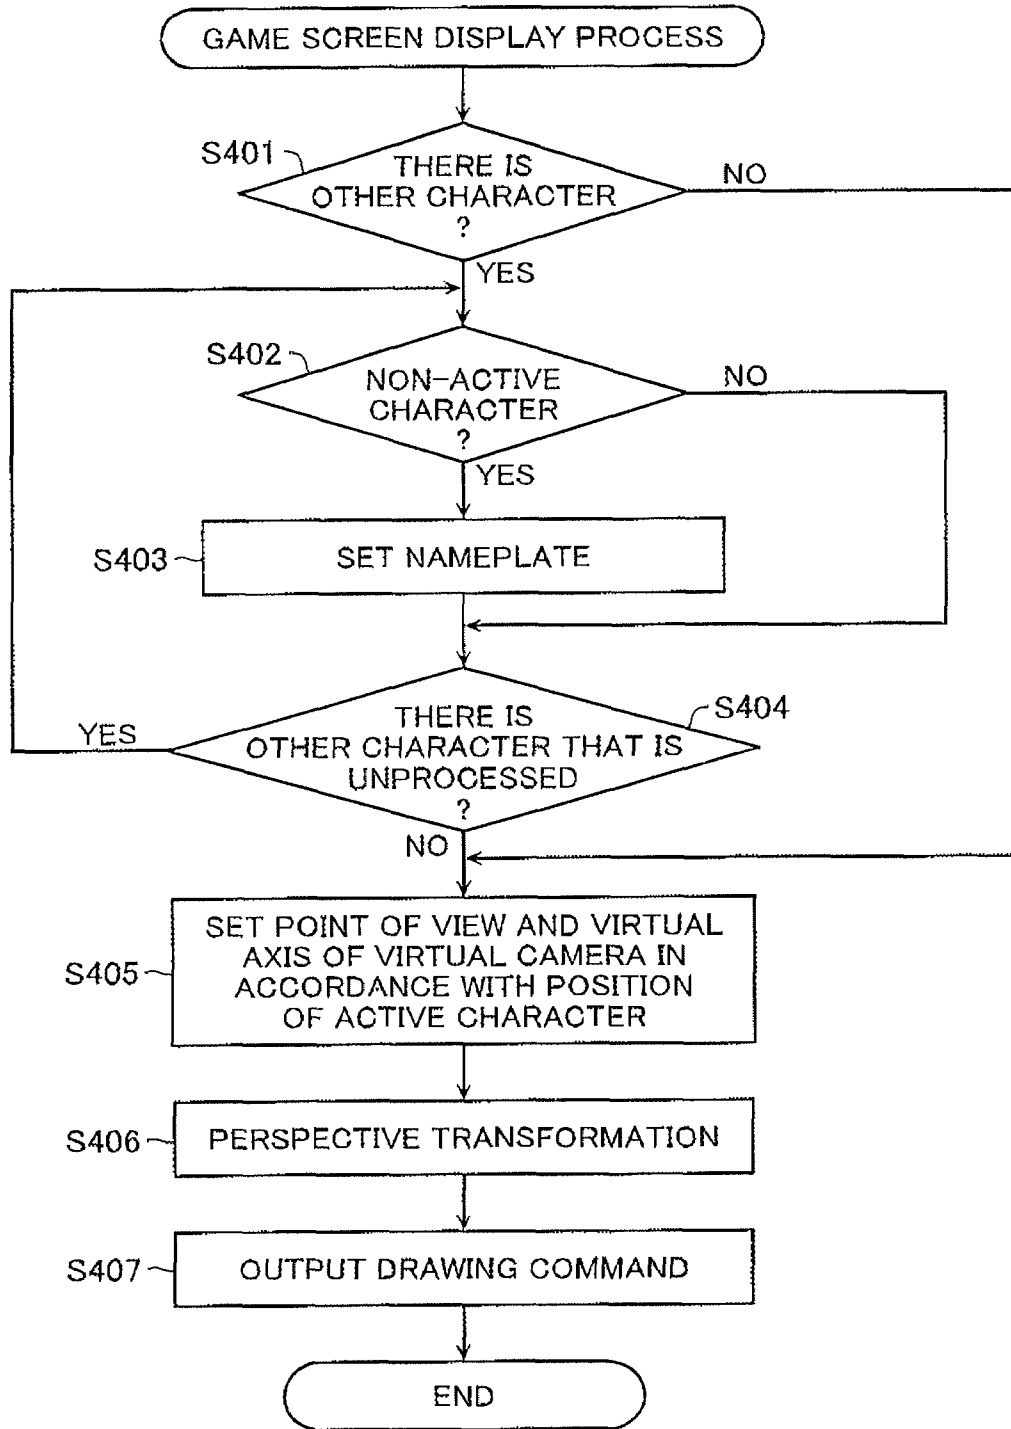 GAME SCREEN DISPLAY PROCESS
S401
THERE IS
OTHER CHARACTER
?
NO
YES
S402
NON-ACTIVE
CHARACTER
?
NO
YES
S403
SET NAMEPLATE
S404
THERE IS
OTHER CHARACTER THAT IS
UNPROCESSED
?
YES
NO
S405
SET POINT OF VIEW AND VIRTUAL
AXIS OF VIRTUAL CAMERA IN
ACCORDANCE WITH POSITION
OF ACTIVE CHARACTER
S406
PERSPECTIVE TRANSFORMATION
S407
OUTPUT DRAWING COMMAND
END